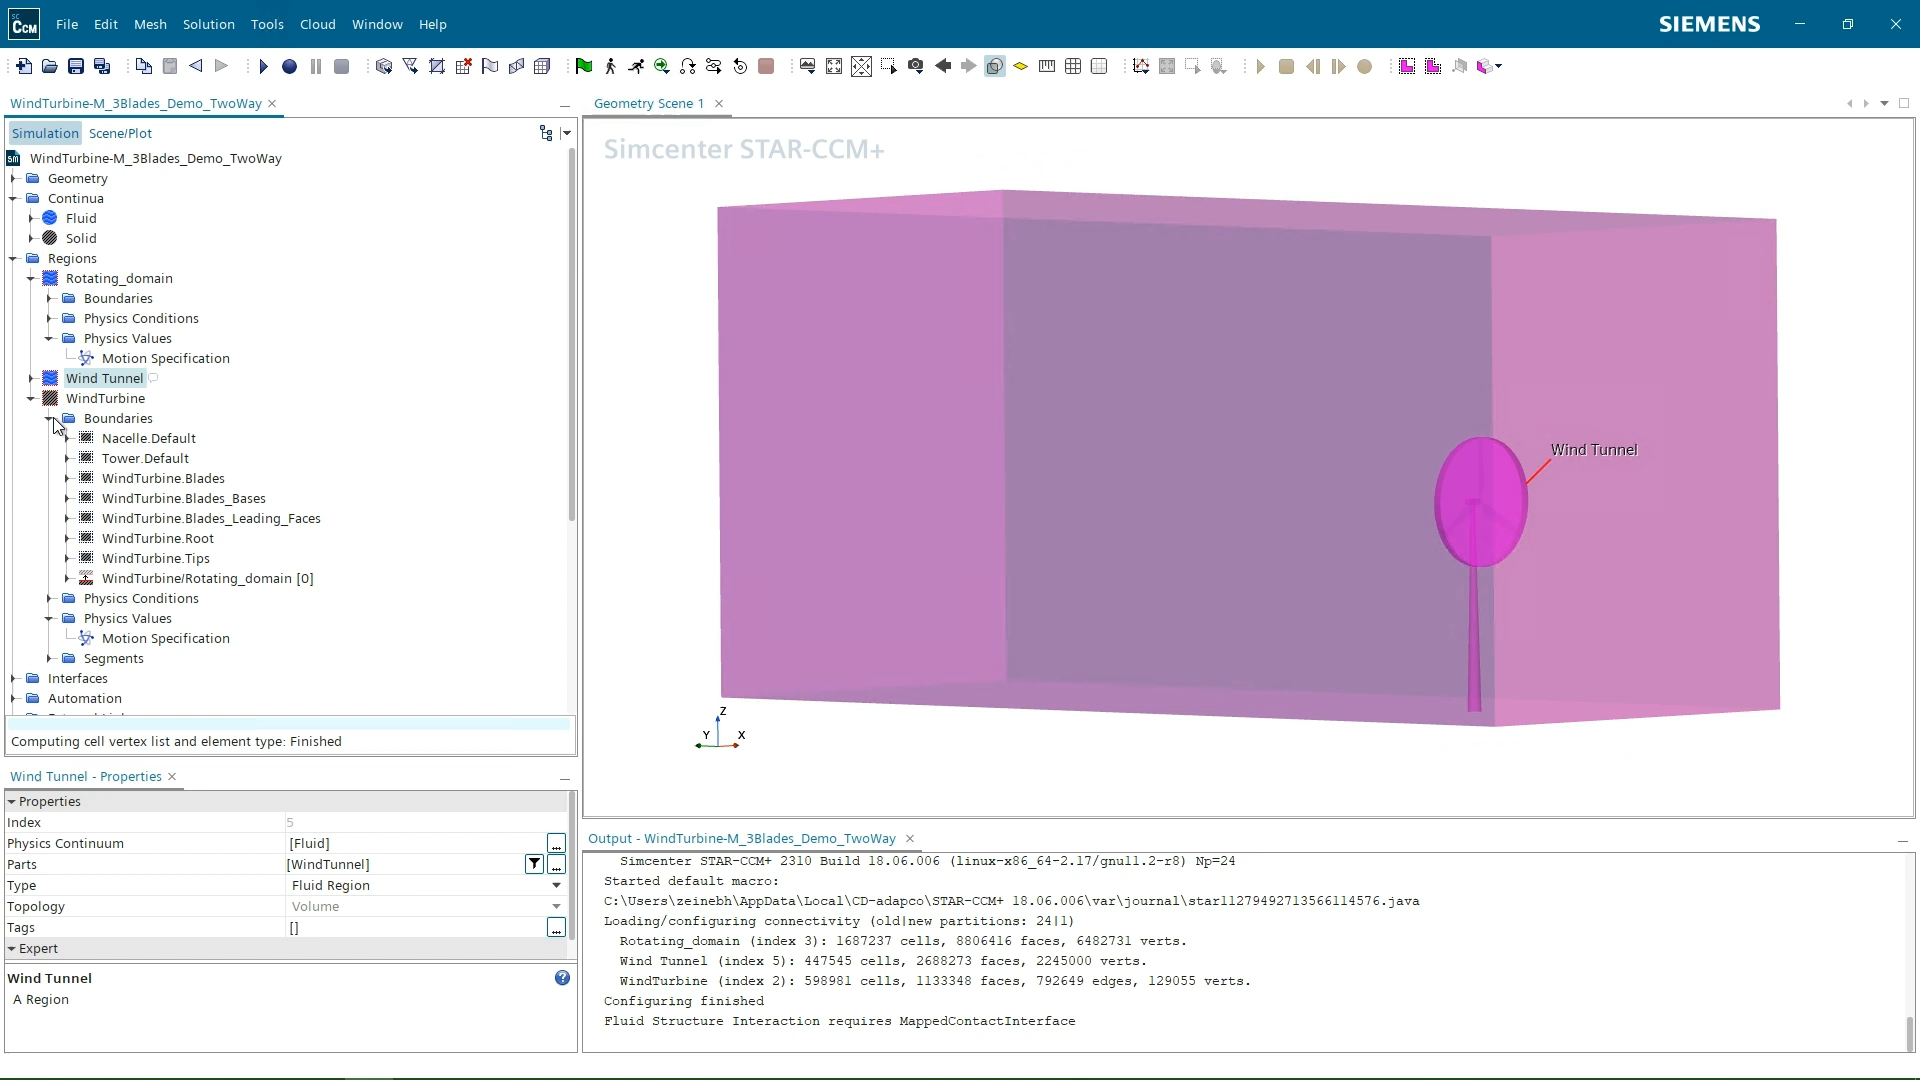 SC
CCM
File Edit Mesh Solution Tools Cloud Window Help
SIEMENS
WindTurbine-M_3Blades_Demo_TwoWay
Simulation Scene/Plot
WindTurbine-M_3Blades_Demo_TwoWay
Geometry
Continua
Fluid
Solid
Regions
Rotating_domain
Boundaries
Physics Conditions
Physics Values
Motion Specification
Wind Tunnel
WindTurbine
Boundaries
Nacelle.Default
Tower.Default
WindTurbine.Blades
WindTurbine.Blades_Bases
WindTurbine.Blades_Leading_Faces
WindTurbine.Root
WindTurbine.Tips
WindTurbine/Rotating_domain [0]
Physics Conditions
Physics Values
Motion Specification
Segments
Interfaces
Automation
Computing cell vertex list and element type: Finished
Wind Tunnel - Properties
Properties
Index 5
Physics Continuum [Fluid] ...
Parts [WindTunnel] ...
Type Fluid Region
Topology Volume
Tags [] ...
Expert
Wind Tunnel
?
A Region
Geometry Scene 1
Simcenter STAR-CCM+
Wind Tunnel
Z
Y X
Output - WindTurbine-M_3Blades_Demo_TwoWay
Simcenter STAR-CCM+ 2310 Build 18.06.006 (linux-x86_64-2.17/gnu11.2-r8) Np=24
Started default macro:
C:\Users\zeinebh\AppData\Local\CD-adapco\STAR-CCM+ 18.06.006\var\journal\star11279492713566114576.java
Loading/configuring connectivity (old|new partitions: 24|1)
Rotating_domain (index 3): 1687237 cells, 8806416 faces, 6482731 verts.
Wind Tunnel (index 5): 447545 cells, 2688273 faces, 2245000 verts.
WindTurbine (index 2): 598981 cells, 1133348 faces, 792649 edges, 129055 verts.
Configuring finished
Fluid Structure Interaction requires MappedContactInterface